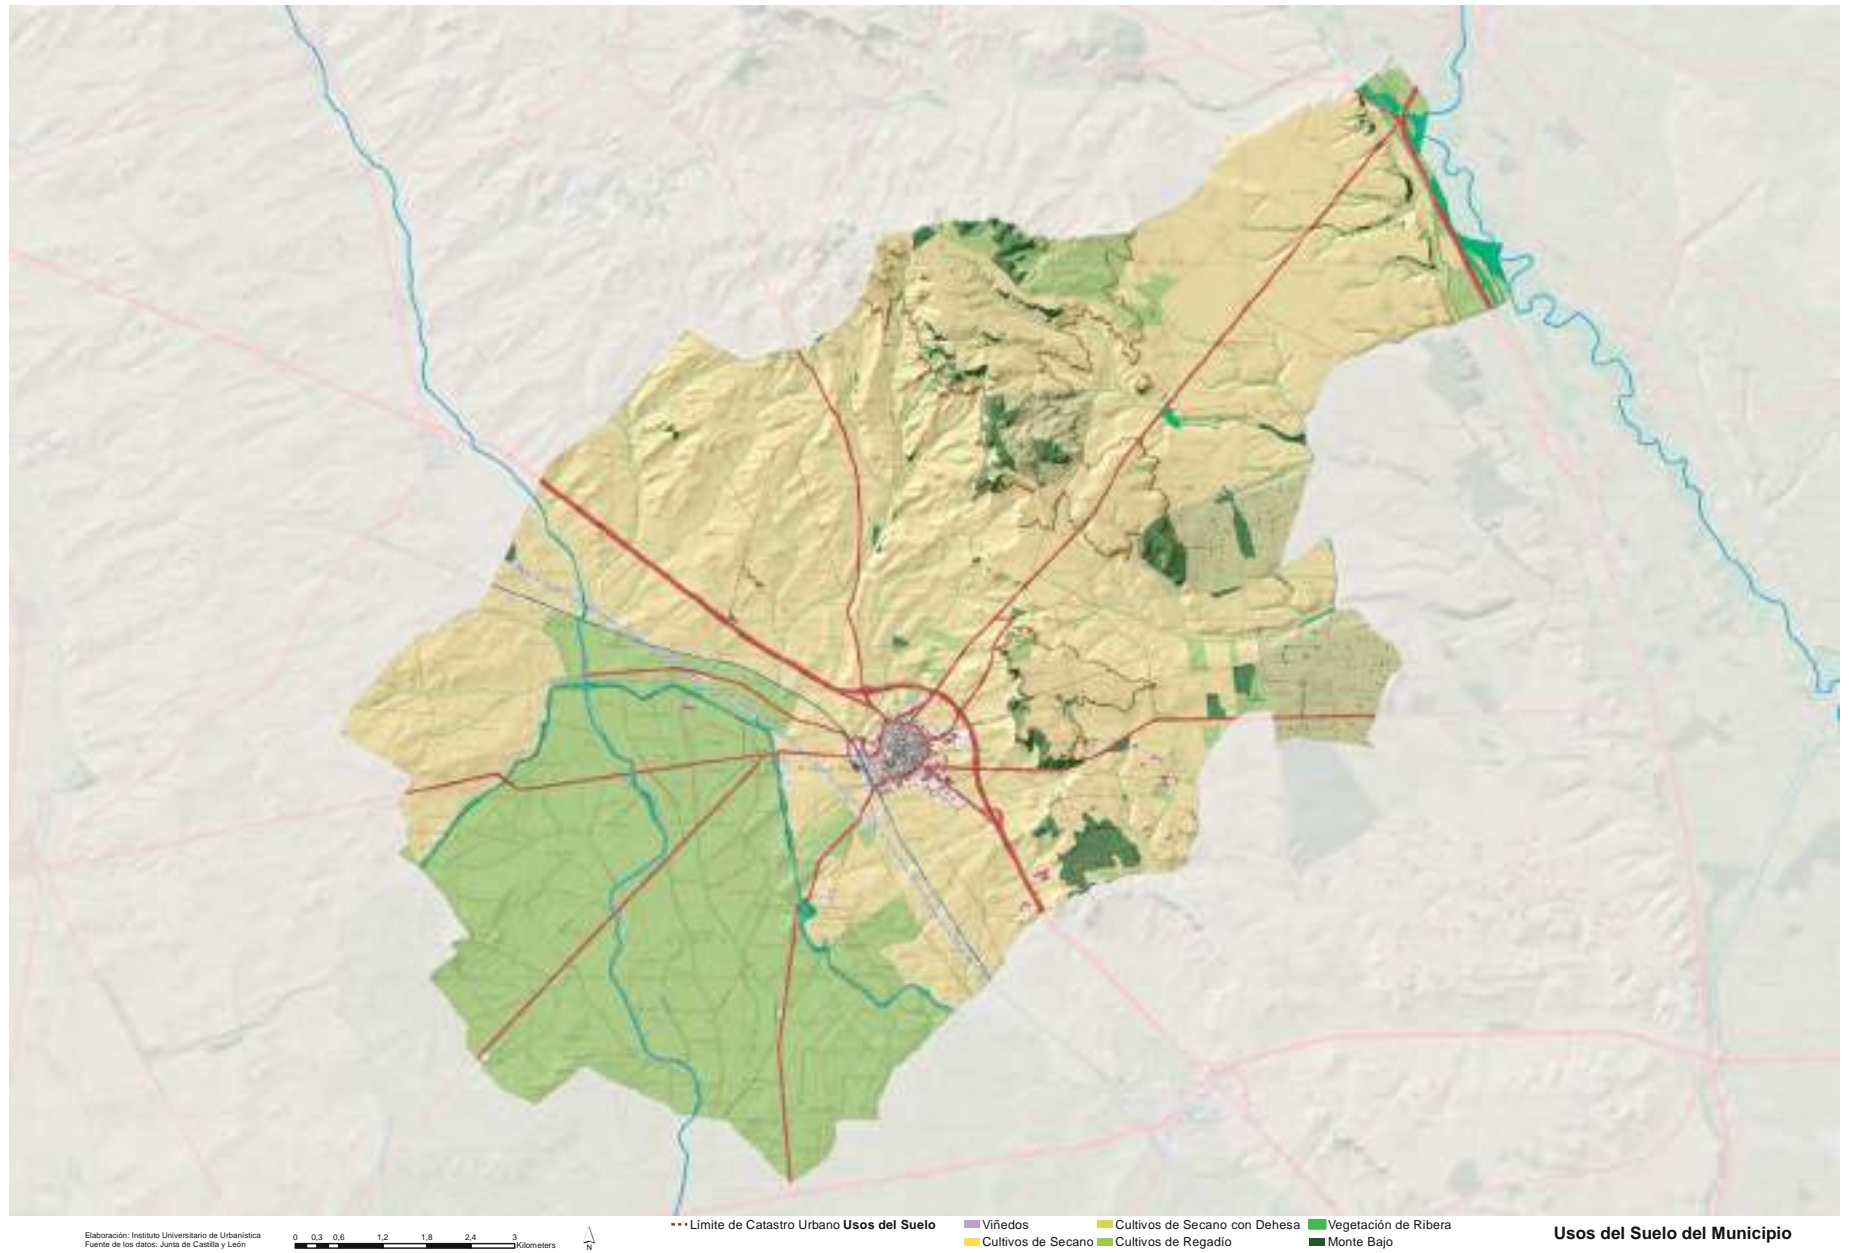 Elaboración: Instituto Universitario de Urbanística
Fuente de los datos: Junta de Castilla y León
0 0,3 0,6 1,2 1,8 2,4 3
Kilometers
N
Límite de Catastro Urbano
Usos del Suelo
Viñedos
Cultivos de Secano
Cultivos de Secano con Dehesa
Cultivos de Regadío
Vegetación de Ribera
Monte Bajo
Usos del Suelo del Municipio